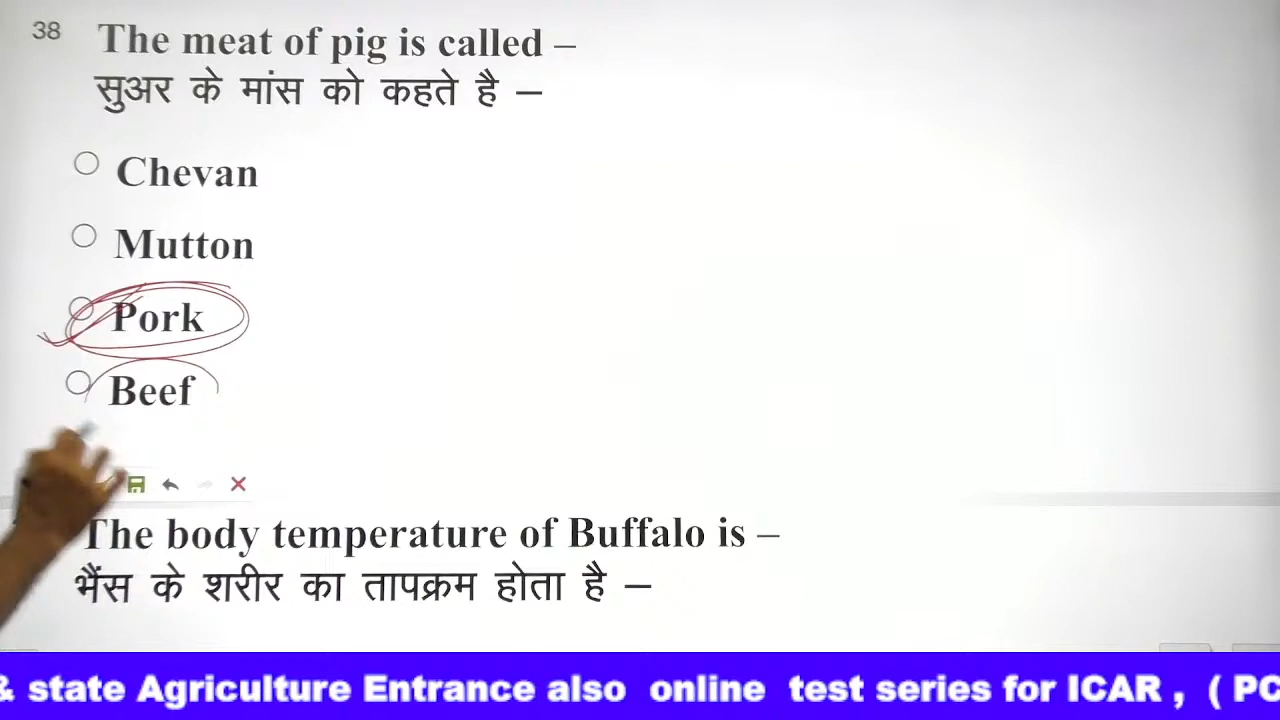 38
The meat of pig is called –
सुअर के मांस को कहते है –
Chevan
Mutton
Pork
Beef
The body temperature of Buffalo is –
भैंस के शरीर का तापक्रम होता है –
& state Agriculture Entrance also online test series for ICAR , ( PC